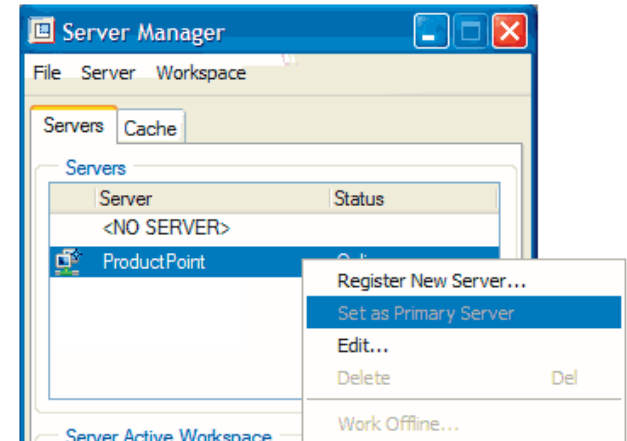 Server Manager
File Server Workspace
Servers Cache
Servers
Server Status
<NO SERVER>
ProductPoint
Register New Server...
Set as Primary Server
Edit...
Delete Del
Work Offline...
Server Active Workspace